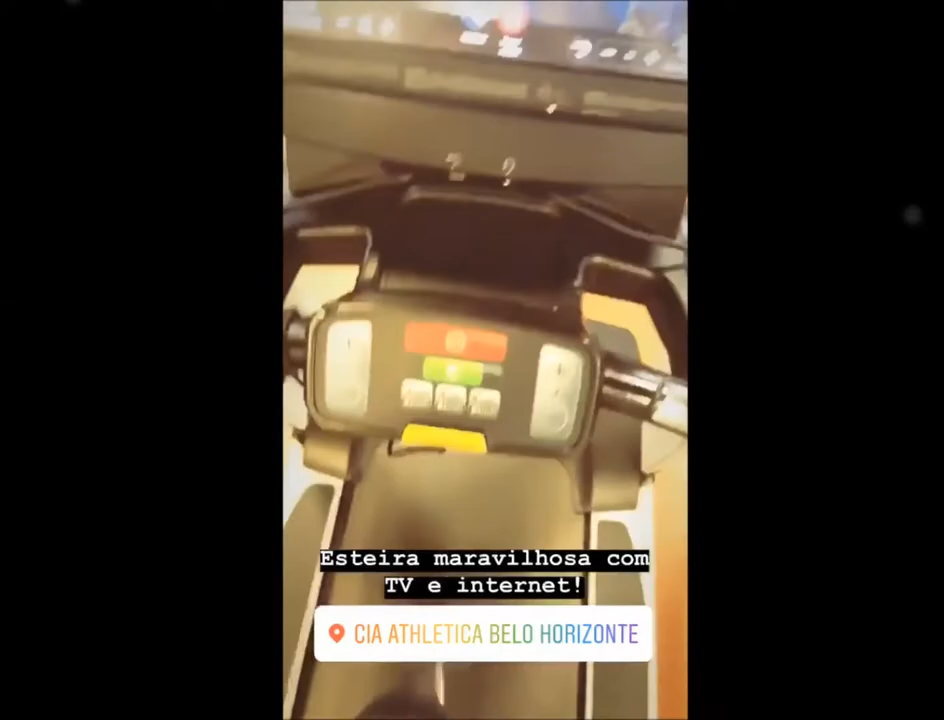 Esteira maravilhosa com
TV e internet!
CIA ATHLETICA BELO HORIZONTE